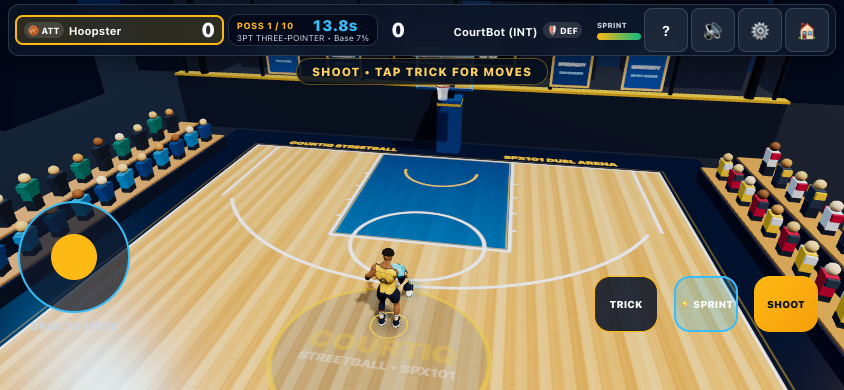 ATT Hoopster 0
POSS 1 / 10 13.8s
3PT THREE-POINTER • Base 7%
0
CourtBot (INT) DEF
SPRINT
?
SHOOT • TAP TRICK FOR MOVES
COURTIQ STREETBALL
SPX101 DUEL ARENA
TRICK
SPRINT
SHOOT
COURTIQ
STREETBALL • SPX101